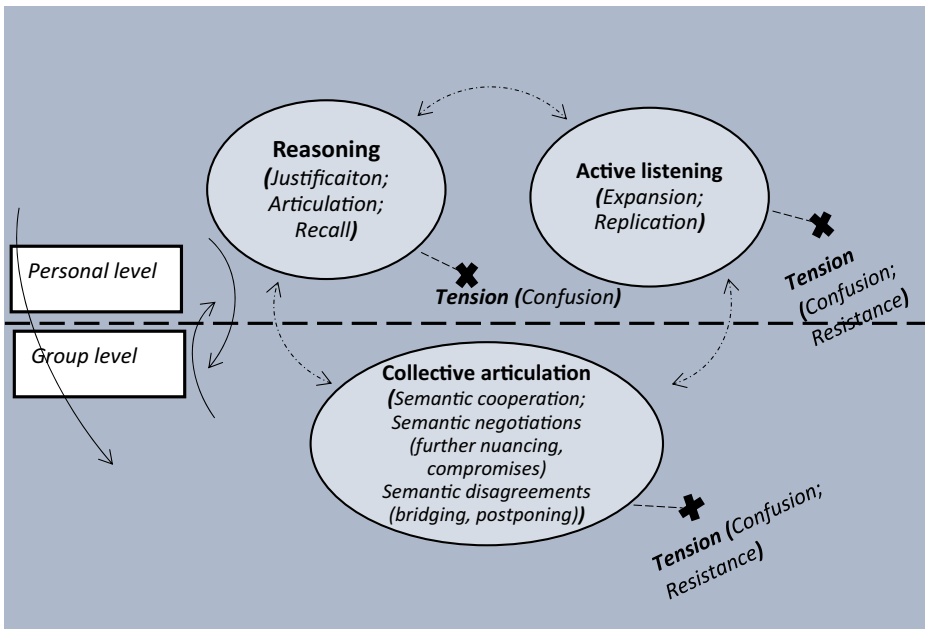 Reasoning
(Justificaiton;
Articulation;
Recall)
Active listening
(Expansion;
Replication)
Personal level
Tension (Confusion)
Tension
(Confusion;
Resistance)
Group level
Collective articulation
(Semantic cooperation;
Semantic negotiations
(further nuancing,
compromises)
Semantic disagreements
(bridging, postponing))
Tension (Confusion;
Resistance)